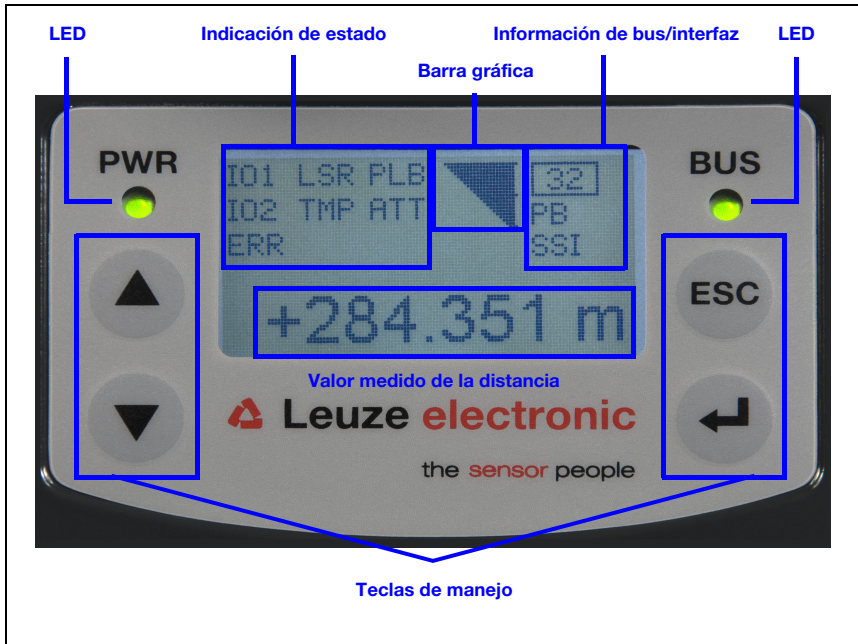 LED
Indicación de estado
Información de bus/interfaz
LED
Barra gráfica
PWR
BUS
IO1 LSR PLB
32
IO2 TMP ATT
PB
ERR
SSI
ESC
+284.351 m
Valor medido de la distancia
Leuze electronic
the sensor people
Teclas de manejo